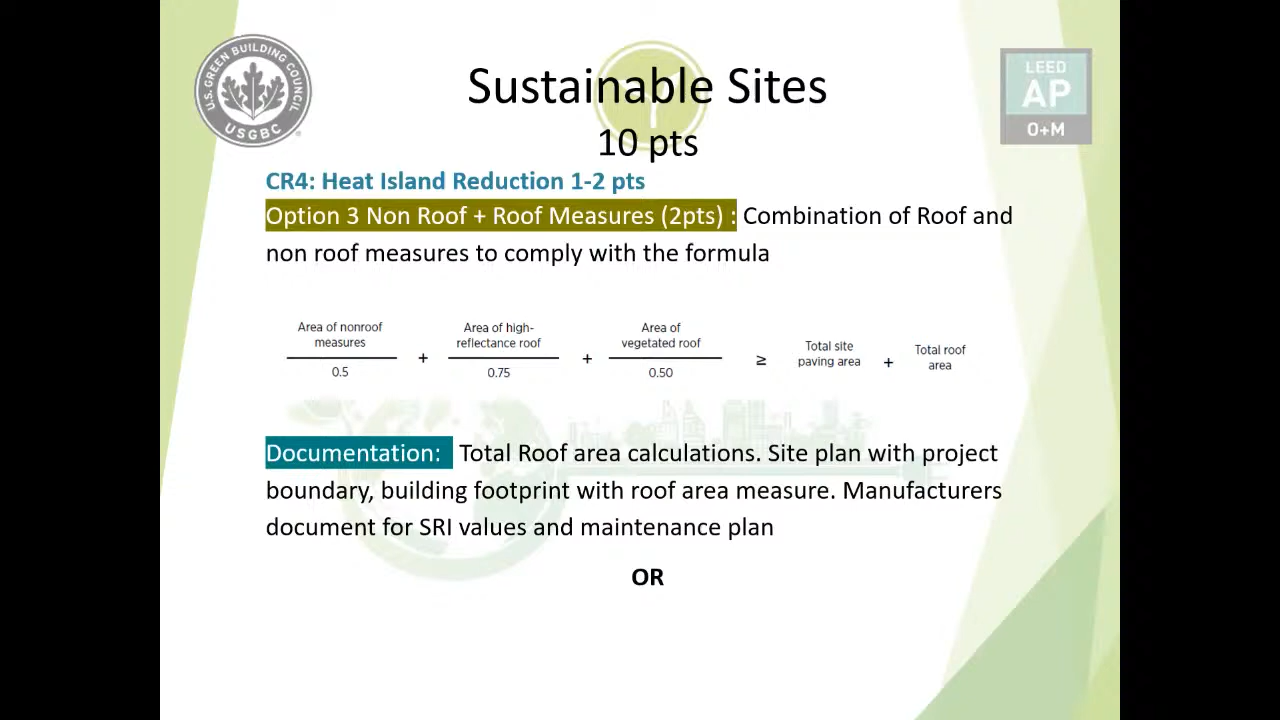 U.S. GREEN BUILDING COUNCIL
USGBC
LEED
AP
O+M
Sustainable Sites
10 pts
CR4: Heat Island Reduction 1-2 pts
Option 3 Non Roof + Roof Measures (2pts) : Combination of Roof and
non roof measures to comply with the formula
Area of nonroof
measures
0.5
+
Area of high-
reflectance roof
0.75
+
Area of
vegetated roof
0.50
≥
Total site
paving area
+
Total roof
area
Documentation: Total Roof area calculations. Site plan with project
boundary, building footprint with roof area measure. Manufacturers
document for SRI values and maintenance plan
OR